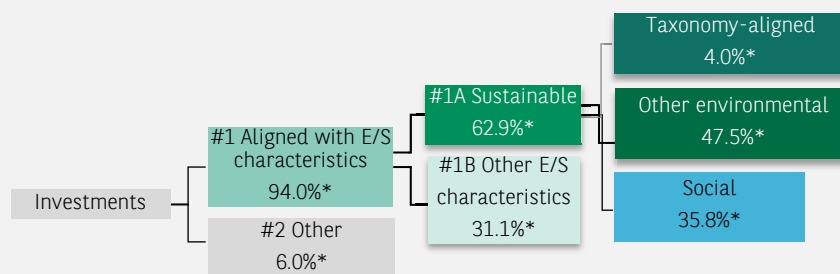 Investments
#1 Aligned with E/S
characteristics
94.0%*
#2 Other
6.0%*
#1A Sustainable
62.9%*
#1B Other E/S
characteristics
31.1%*
Taxonomy-aligned
4.0%*
Other environmental
47.5%*
Social
35.8%*